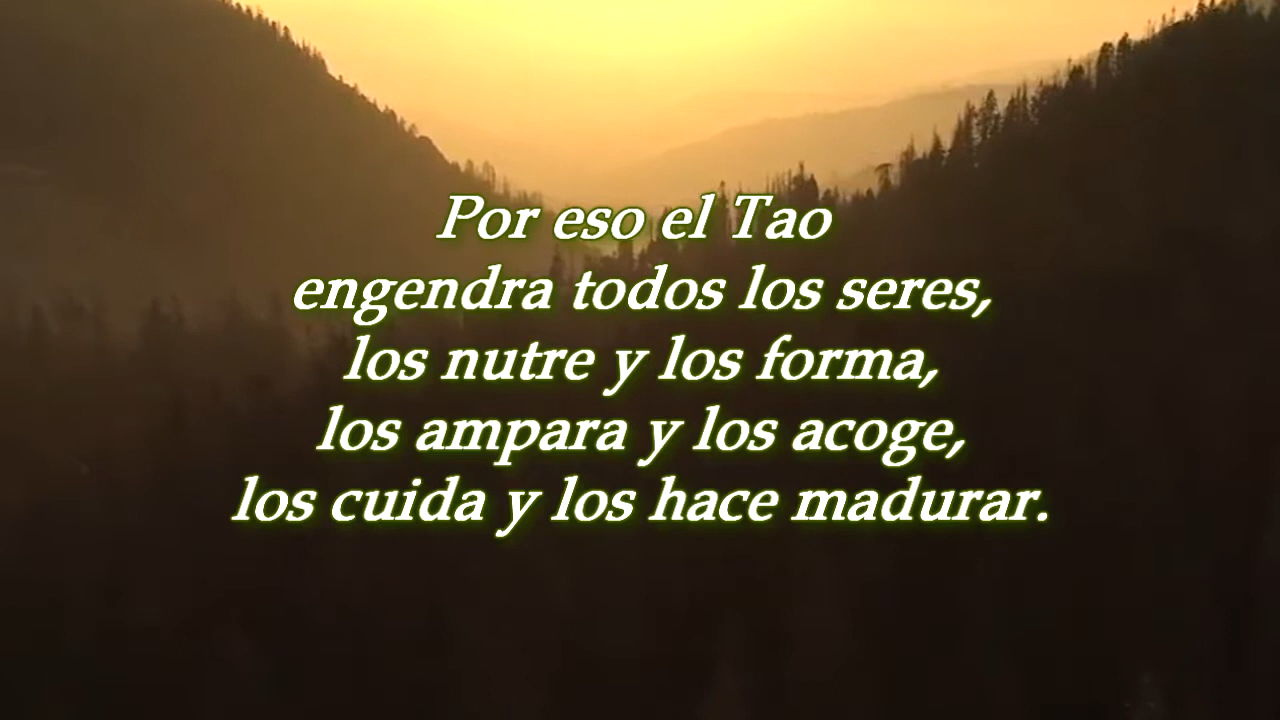 Por eso el Tao
engendra todos los seres,
los nutre y los forma,
los ampara y los acoge,
los cuida y los hace madurar.